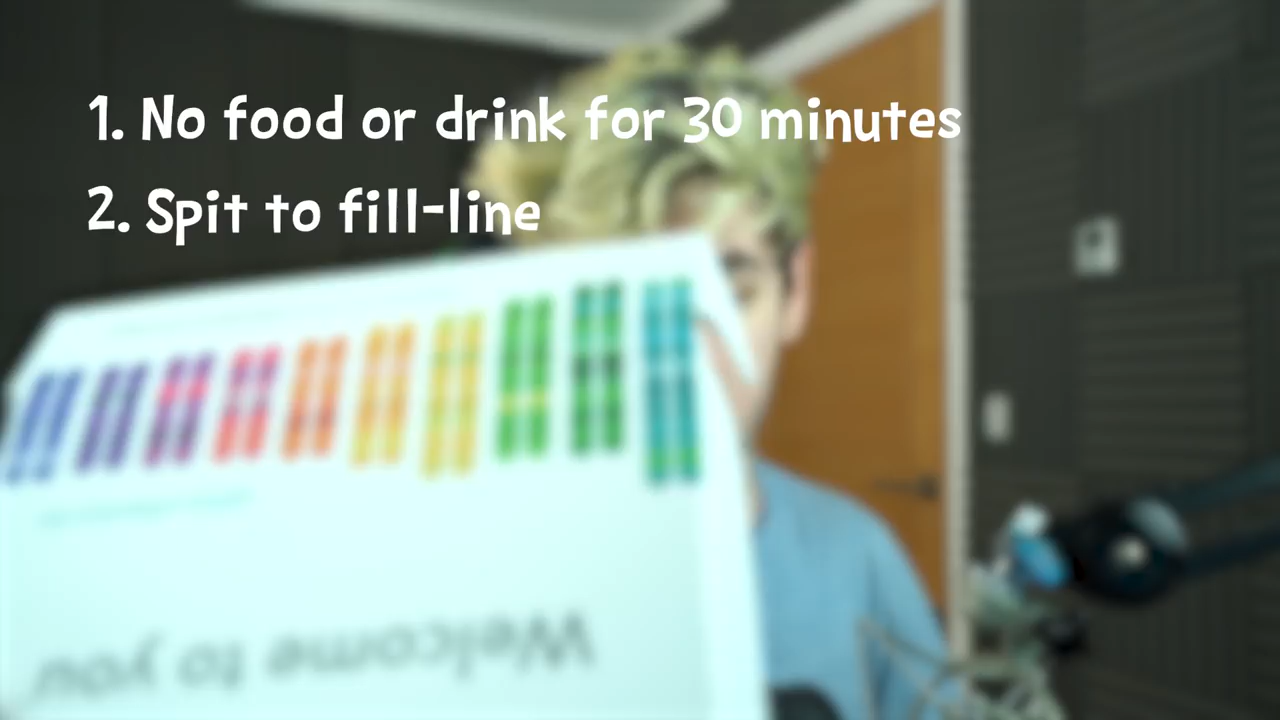 1. No food or drink for 30 minutes
2. Spit to fill-line
Welcome to you